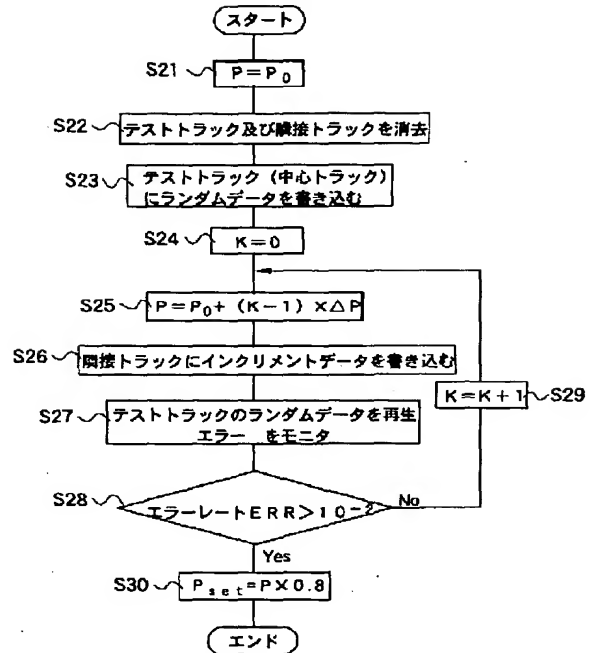 スタート
S21
P=P₀
S22
テストトラック及び隣接トラックを消去
S23
テストトラック(中心トラック)
にランダムデータを書き込む
S24
K=0
S25
P=P₀+(K-1)×△P
S26
隣接トラックにインクリメントデータを書き込む
S27
テストトラックのランダムデータを再生
エラー をモニタ
K=K+1
S29
S28
エラーレートERR>10⁻²
No
Yes
S30
Pset=P×0.8
エンド